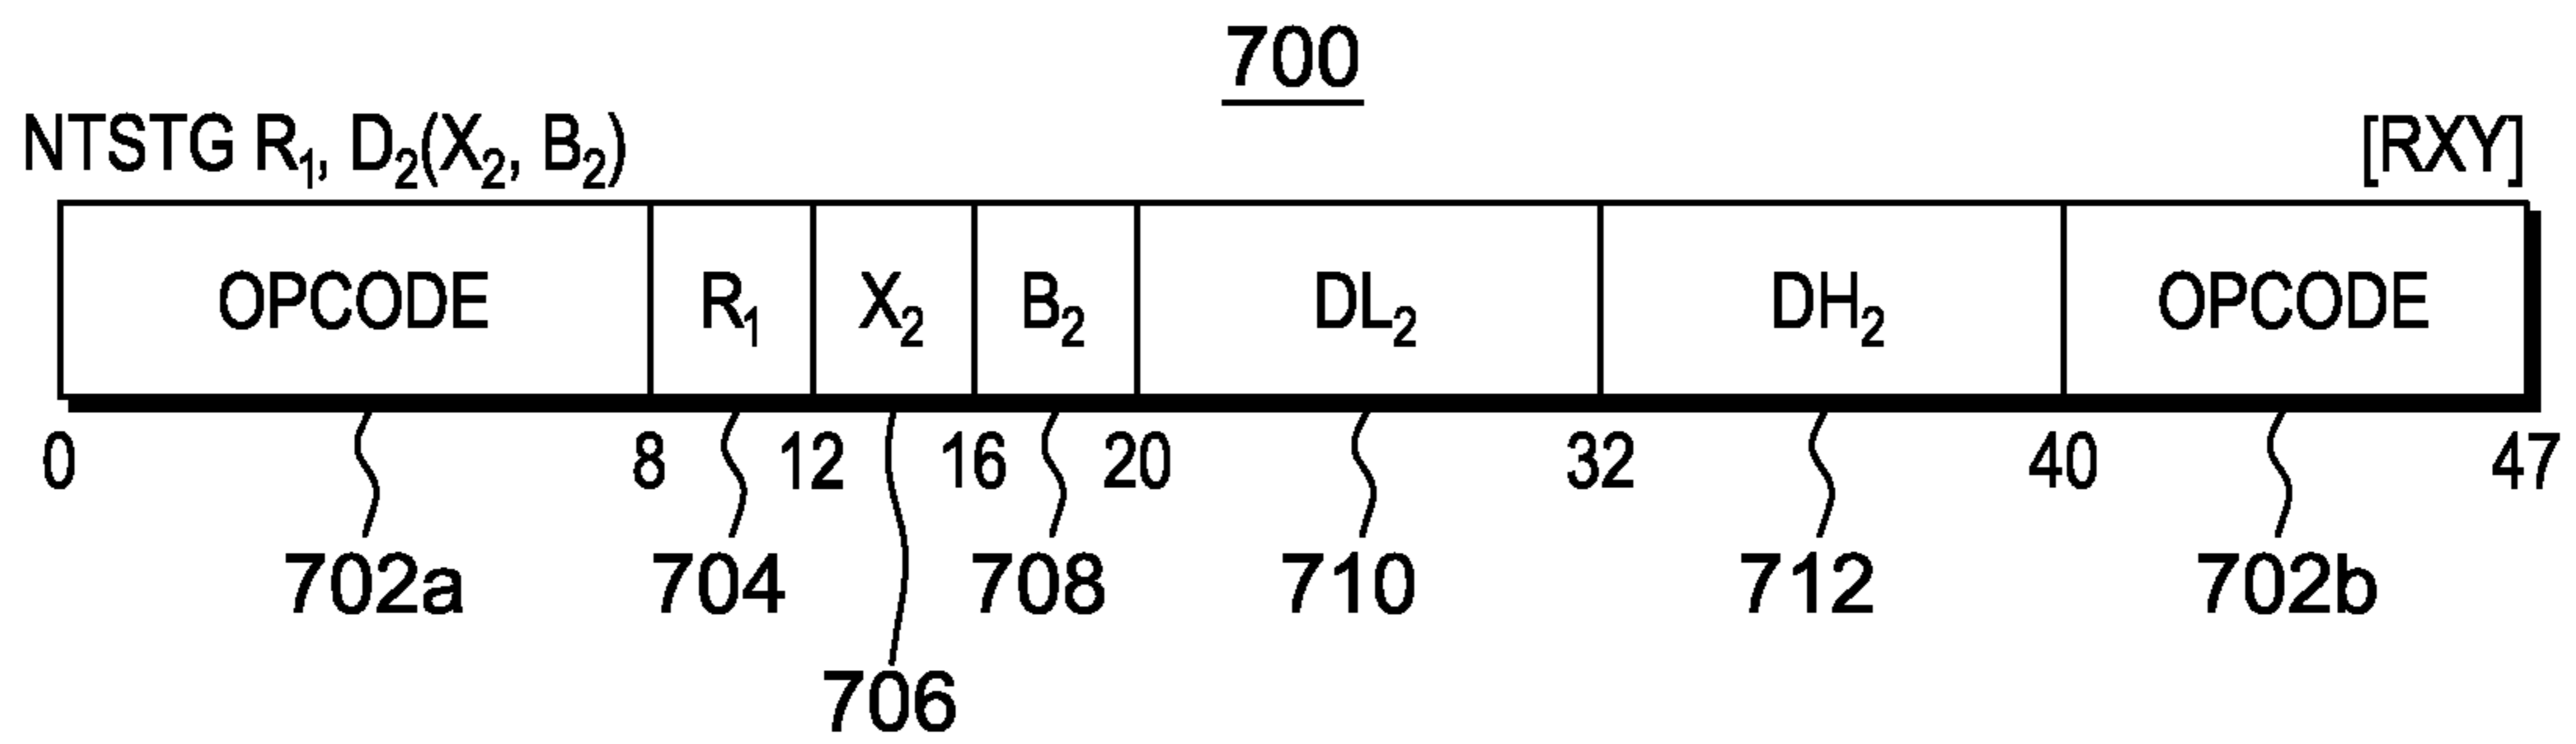 700
NTSTG R₁, D₂(X₂, B₂) [RXY]
OPCODE R₁ X₂ B₂ DL₂ DH₂ OPCODE
0 8 12 16 20 32 40 47
702a 704 708 710 712 702b
706